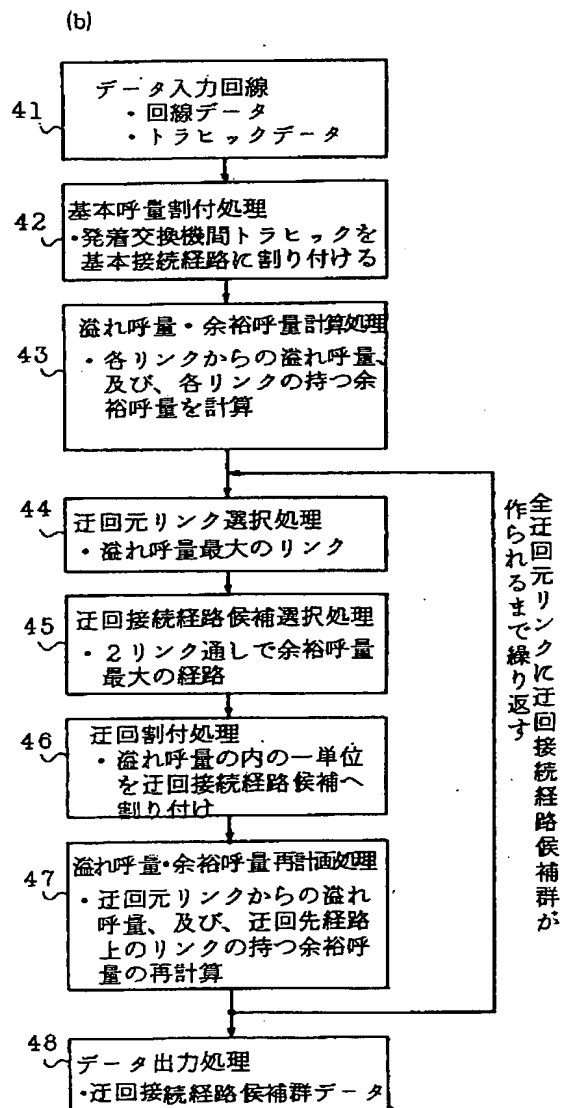 (b)
41
データ入力回線
・回線データ
・トラヒックデータ
42
基本呼量割付処理
・発着交換機間トラヒックを
基本接続経路に割り付ける
43
溢れ呼量・余裕呼量計算処理
・各リンクからの溢れ呼量、
及び、各リンクの持つ余
裕呼量を計算
44
迂回元リンク選択処理
・溢れ呼量最大のリンク
45
迂回接続経路候補選択処理
・2リンク通しで余裕呼量
最大の経路
46
迂回割付処理
・溢れ呼量の内の一単位
を迂回接続経路候補へ
割り付け
47
溢れ呼量・余裕呼量再計画処理
・迂回元リンクからの溢れ
呼量、及び、迂回先経路
上のリンクの持つ余裕呼
量の再計算
全迂回元リンクに迂回接続経路候補群が
作られるまで繰り返す
48
データ出力処理
・迂回接続経路候補群データ